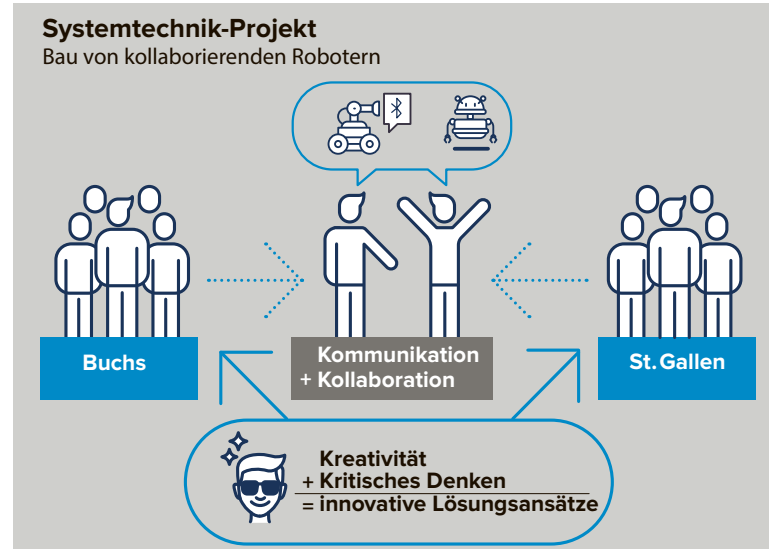 Systemtechnik-Projekt
Bau von kollaborierenden Robotern
Buchs
Kommunikation
+ Kollaboration
St. Gallen
Kreativität
+ Kritisches Denken
= innovative Lösungsansätze